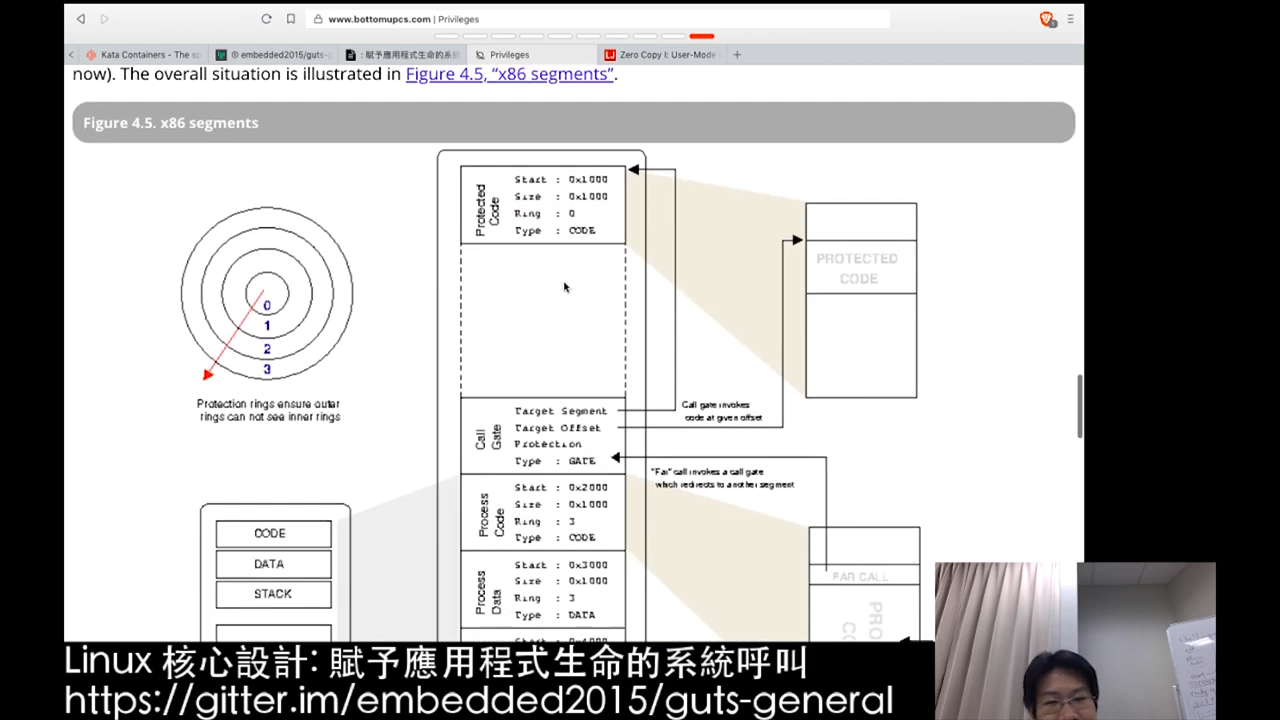 www.bottomupcs.com | Privileges
Kata Containers - The sp
embedded2015/guts-
: 賦予應用程式生命的系統
Privileges
Zero Copy I: User-Mode
now). The overall situation is illustrated in Figure 4.5, “x86 segments”.
Figure 4.5. x86 segments
Protected Code
Start : 0x1000
Size : 0x1000
Ring : 0
Type : CODE
PROTECTED
CODE
0
1
2
3
Protection rings ensure outer
rings can not see inner rings
Call Gate
Target Segment
Target Offset
Protection
Type : GATE
Call gate invokes
code at given offset
"Far" call invokes a call gate
which redirects to another segment
Process Code
Start : 0x2000
Size : 0x1000
Ring : 3
Type : CODE
CODE
DATA
STACK
Process Data
Start : 0x3000
Size : 0x1000
Ring : 3
Type : DATA
FAR CALL
Linux 核心設計: 賦予應用程式生命的系統呼叫
https://gitter.im/embedded2015/guts-general